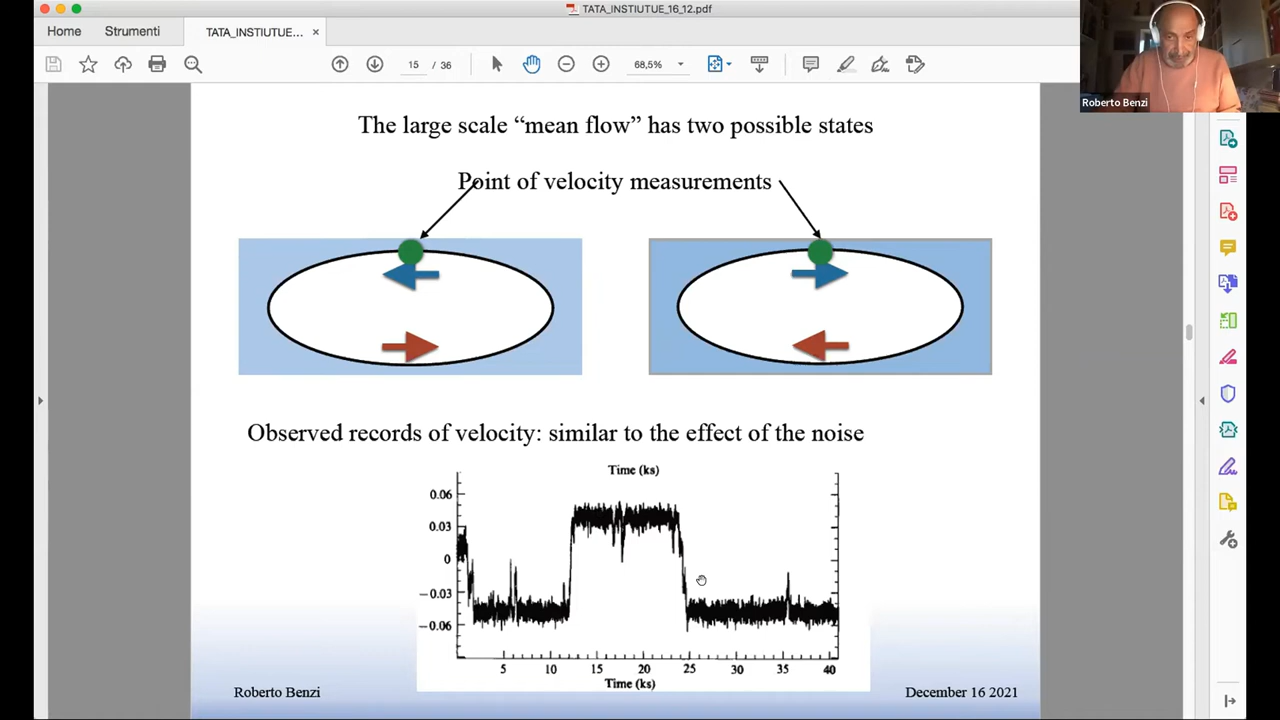 TATA_INSTIUTUE_16_12.pdf
Home
Strumenti
TATA_INSTIUTUE...
×
15 / 36
68,5%
Roberto Benzi
The large scale “mean flow” has two possible states
Point of velocity measurements
Observed records of velocity: similar to the effect of the noise
Time (ks)
0.06
0.03
0
−0.03
−0.06
5 10 15 20 25 30 35 40
Time (ks)
Roberto Benzi
December 16 2021